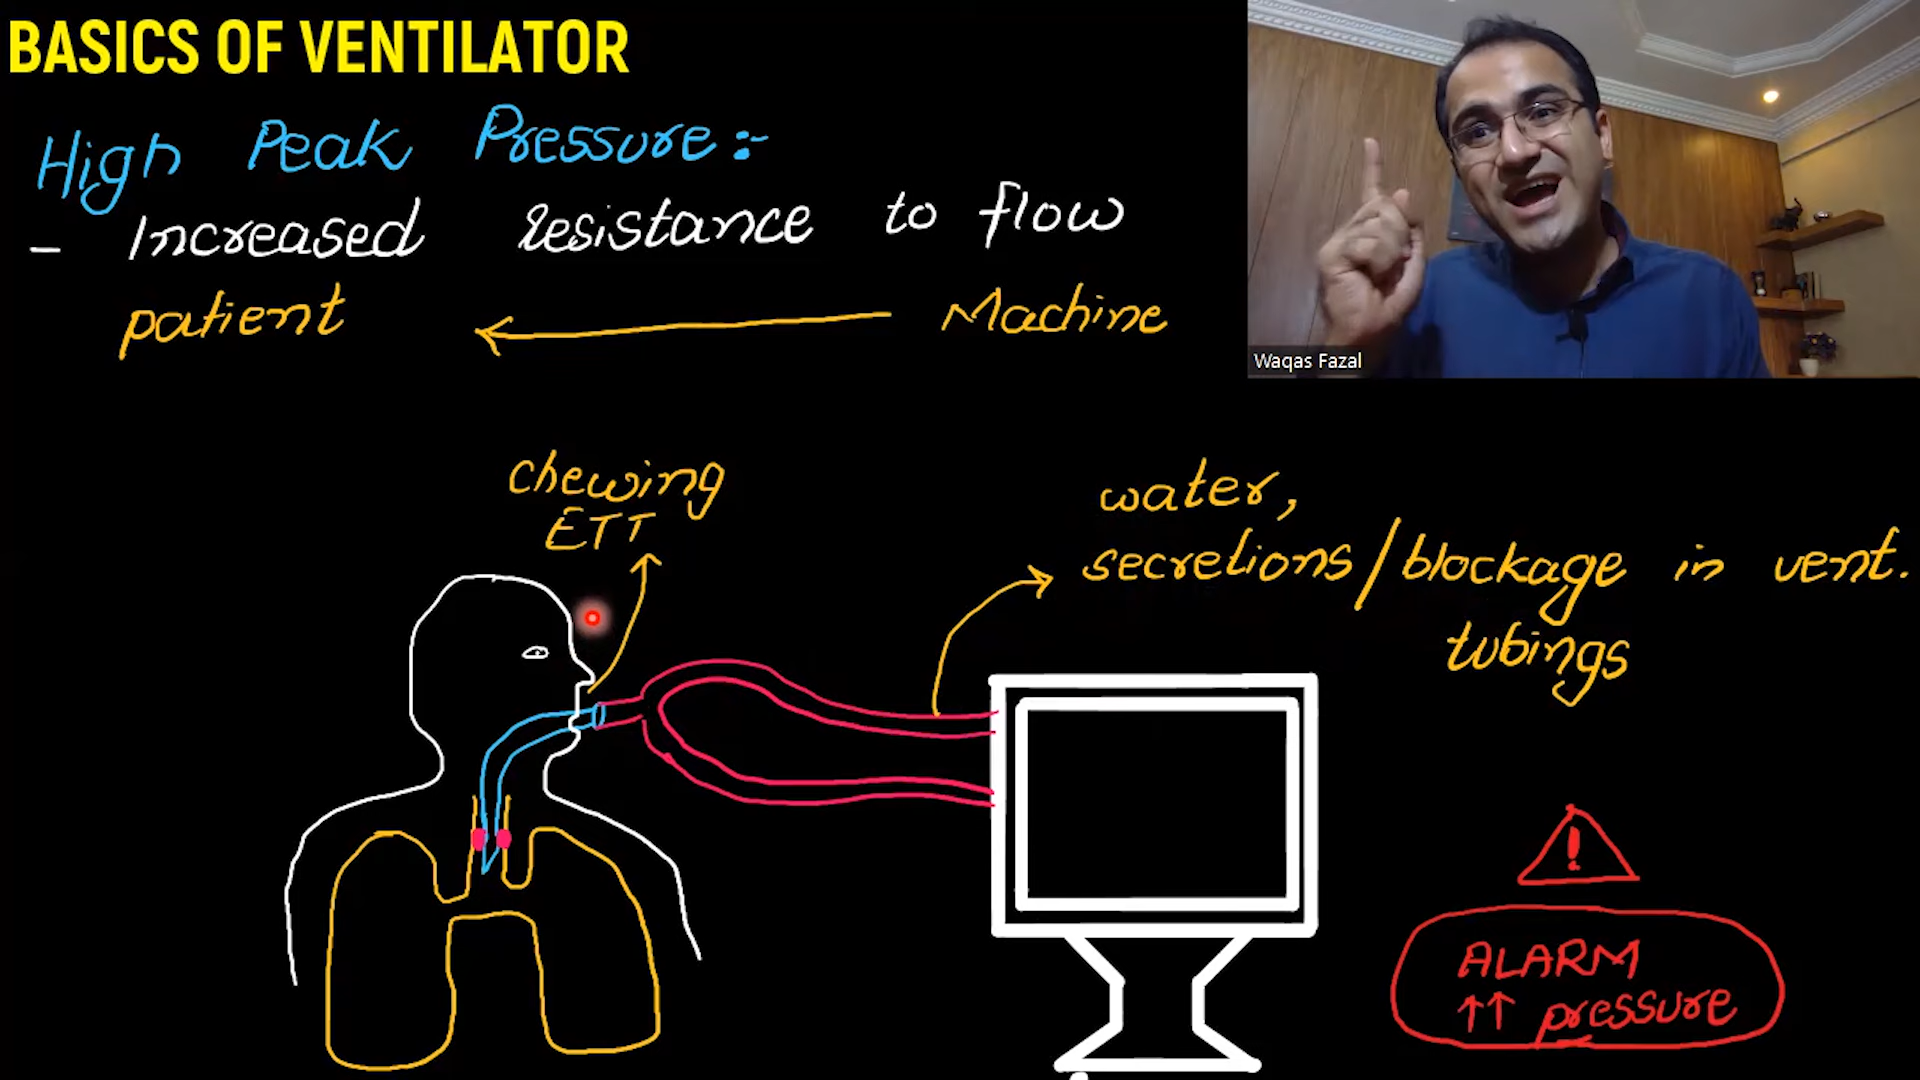 BASICS OF VENTILATOR
High Peak Pressure:-
- Increased resistance to flow
patient ← Machine
Waqas Fazal
chewing
ETT
water,
secretions/blockage in vent.
tubings
!
ALARM
↑↑ pressure